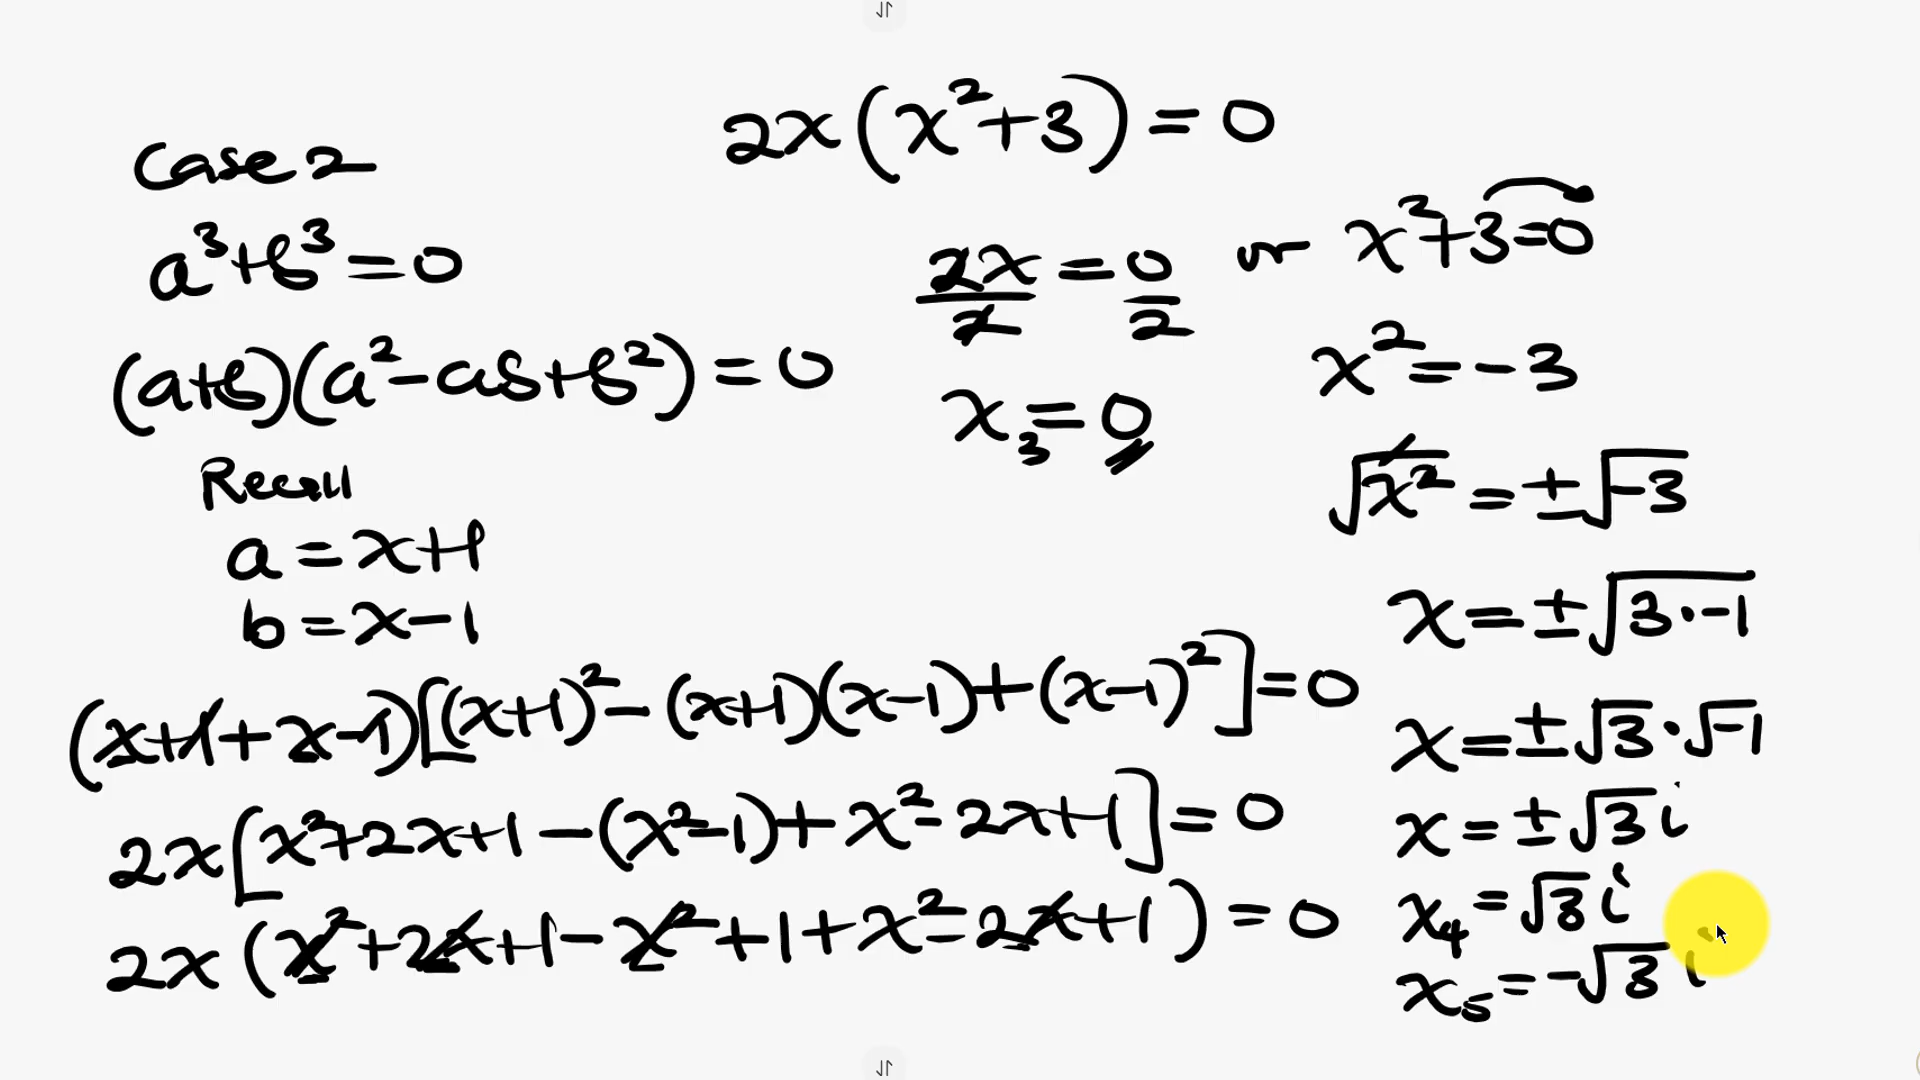 Case 2
a³+b³=0
(a+b)(a²-ab+b²)=0
Recall
a=x+1
b=x-1
(x+1+x-1)[(x+1)²-(x+1)(x-1)+(x-1)²]=0
2x[x²+2x+1-(x²-1)+x²-2x+1]=0
2x(x²+2x+1-x²+1+x²-2x+1)=0
2x(x²+3)=0
2x/2=0/2 or x²+3=0
x₃=0
x²=-3
√x²=±√-3
x=±√3·-1
x=±√3·√-1
x=±√3i
x₄=√3i
x₅=-√3i